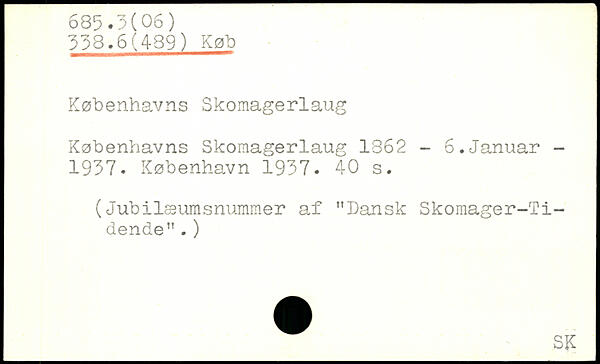 685.3(06)
338.6(489) Køb
Københavns Skomagerlaug
Københavns Skomagerlaug 1862 - 6.Januar -
1937. København 1937. 40 s.
(Jubilæumsnummer af "Dansk Skomager-Ti-
dende".)
SK